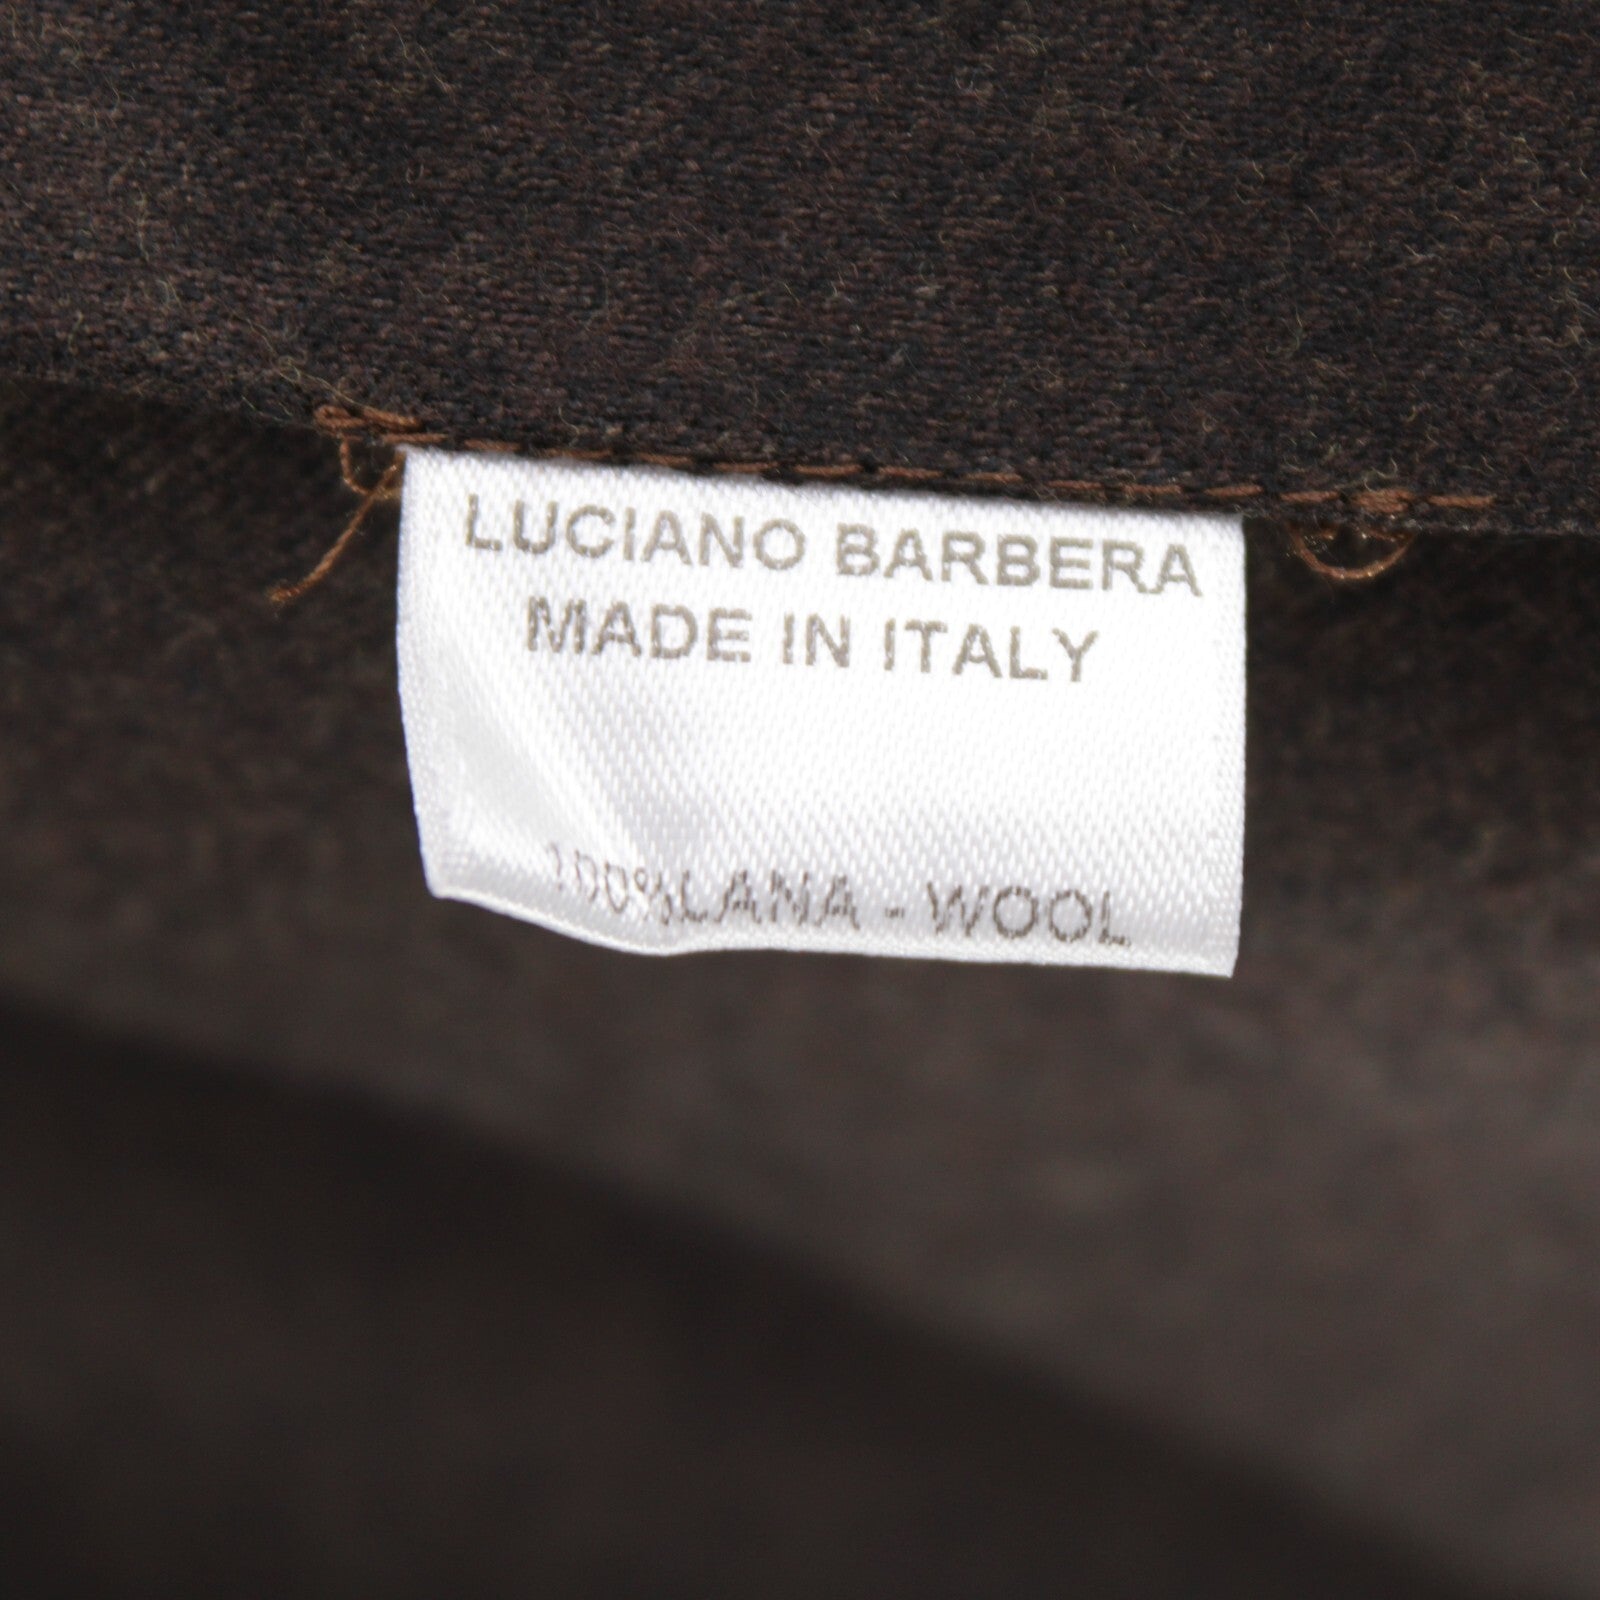 LUCIANO BARBERA
MADE IN ITALY
100%LANA - WOOL